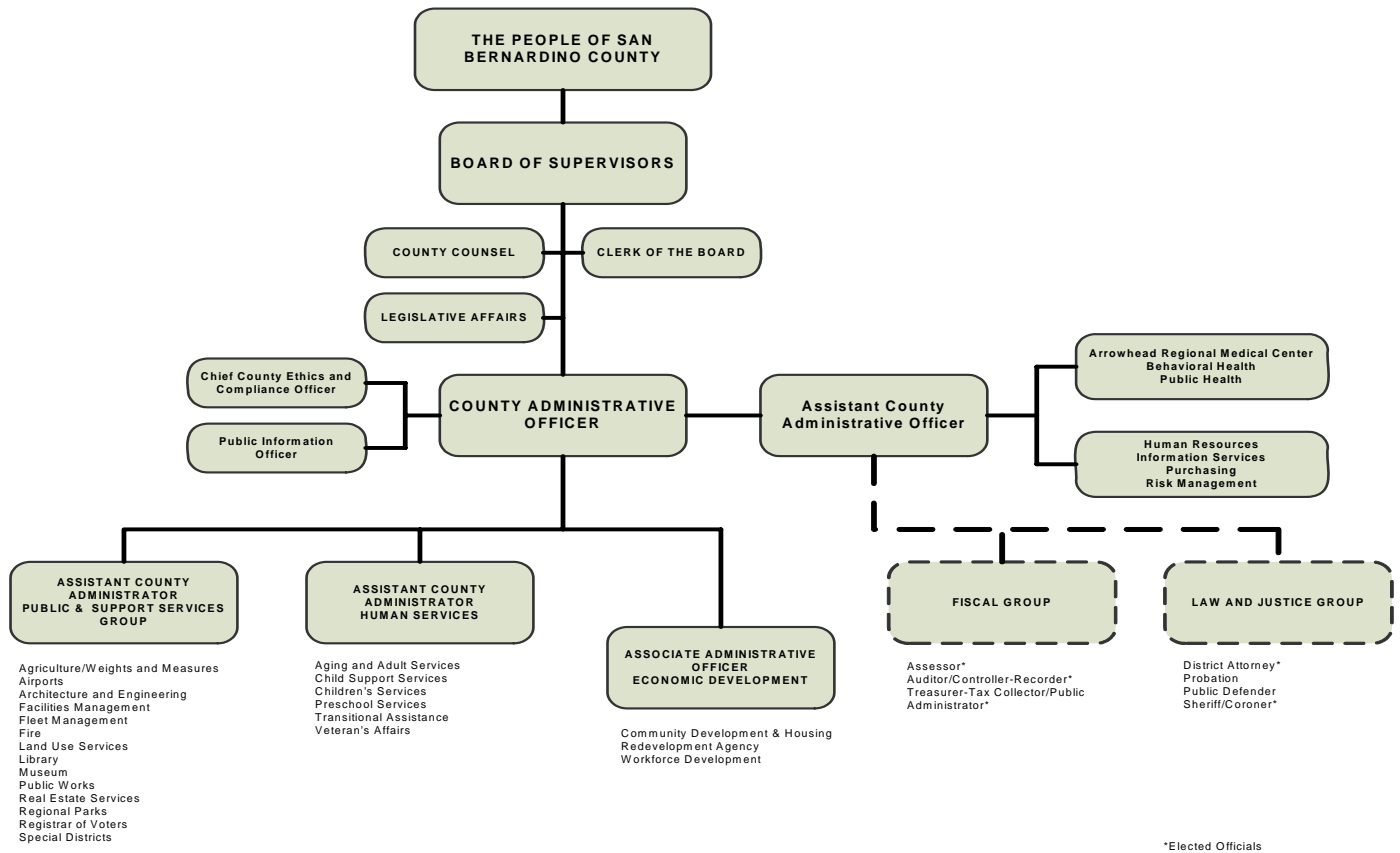 THE PEOPLE OF SAN
BERNARDINO COUNTY
BOARD OF SUPERVISORS
COUNTY COUNSEL
CLERK OF THE BOARD
LEGISLATIVE AFFAIRS
Chief County Ethics and
Compliance Officer
Public Information
Officer
COUNTY ADMINISTRATIVE
OFFICER
Assistant County
Administrative Officer
Arrowhead Regional Medical Center
Behavioral Health
Public Health
Human Resources
Information Services
Purchasing
Risk Management
ASSISTANT COUNTY
ADMINISTRATOR
PUBLIC & SUPPORT SERVICES
GROUP
Agriculture/Weights and Measures
Airports
Architecture and Engineering
Facilities Management
Fleet Management
Fire
Land Use Services
Library
Museum
Public Works
Real Estate Services
Regional Parks
Registrar of Voters
Special Districts
ASSISTANT COUNTY
ADMINISTRATOR
HUMAN SERVICES
Aging and Adult Services
Child Support Services
Children's Services
Preschool Services
Transitional Assistance
Veteran's Affairs
ASSOCIATE ADMINISTRATIVE
OFFICER
ECONOMIC DEVELOPMENT
Community Development & Housing
Redevelopment Agency
Workforce Development
FISCAL GROUP
Assessor*
Auditor/Controller-Recorder*
Treasurer-Tax Collector/Public
Administrator*
LAW AND JUSTICE GROUP
District Attorney*
Probation
Public Defender
Sheriff/Coroner*
*Elected Officials